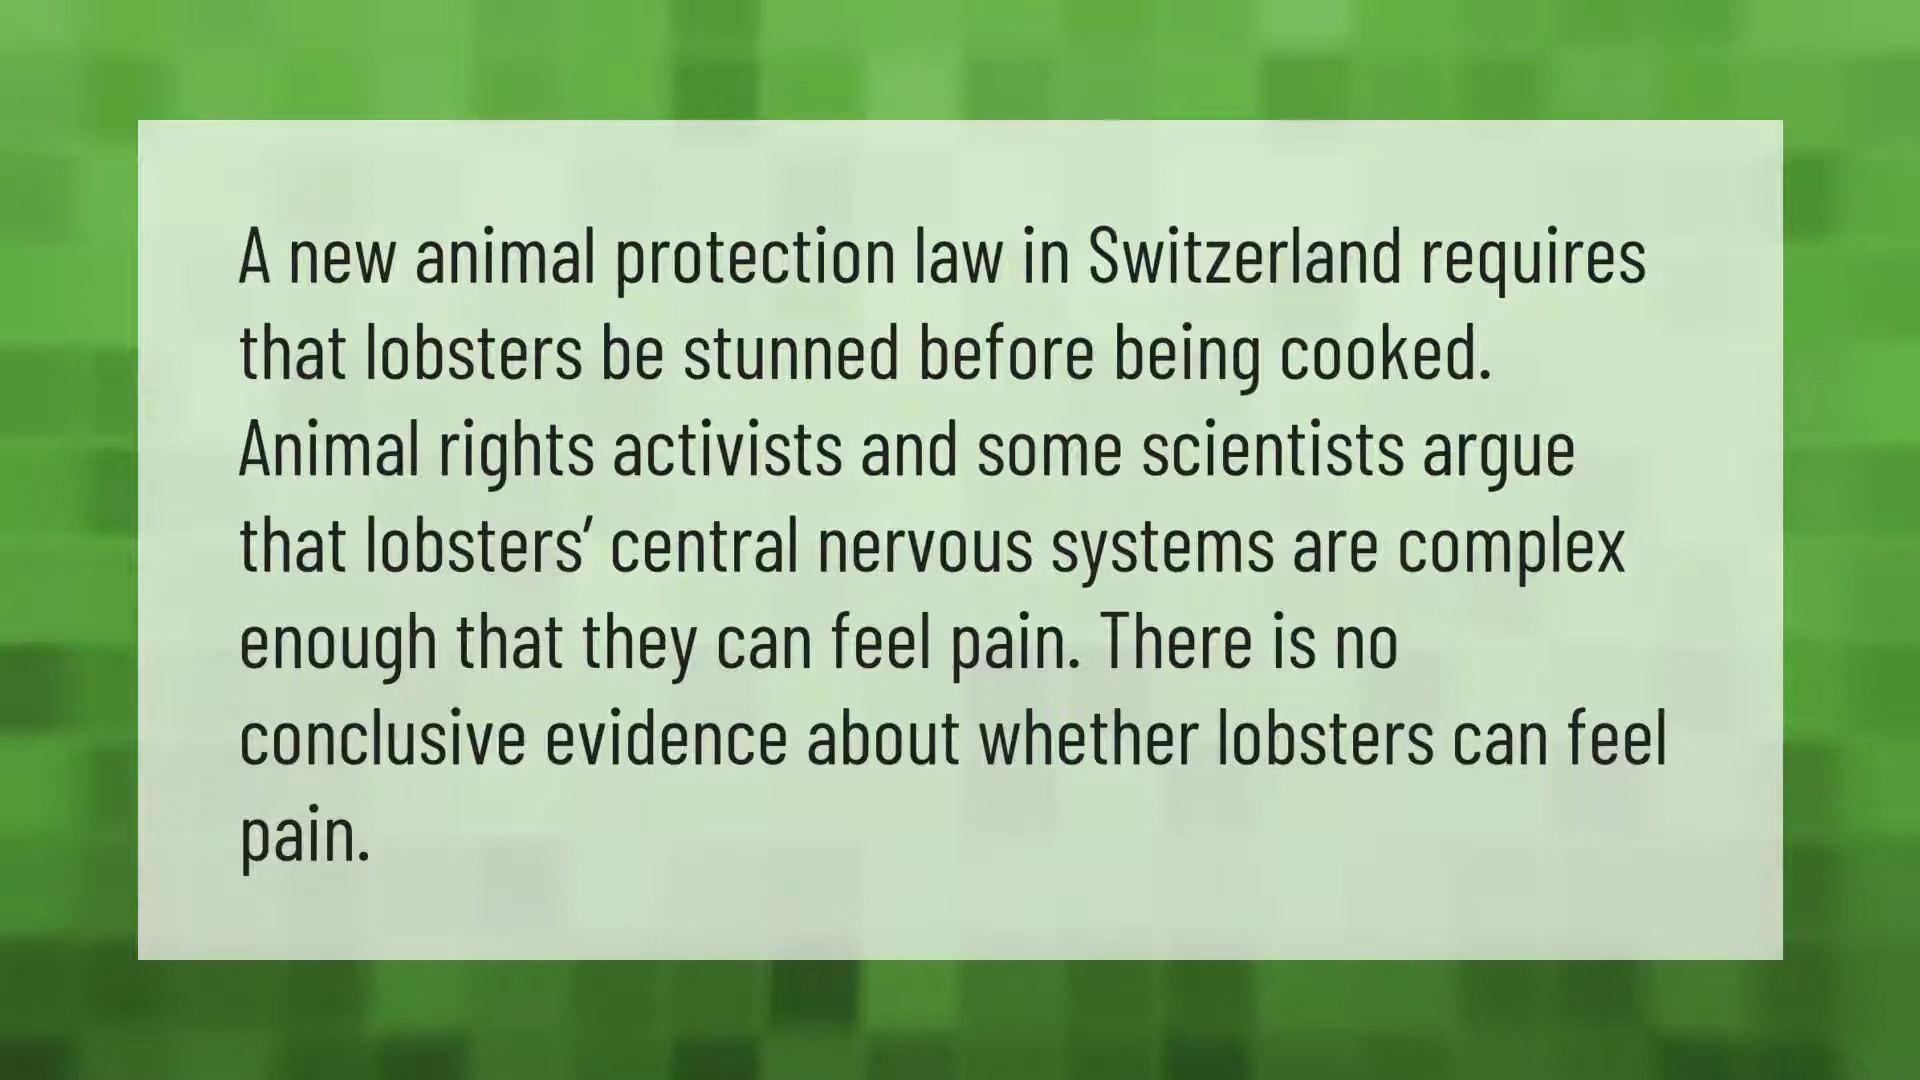 A new animal protection law in Switzerland requires
that lobsters be stunned before being cooked.
Animal rights activists and some scientists argue
that lobsters’ central nervous systems are complex
enough that they can feel pain. There is no
conclusive evidence about whether lobsters can feel
pain.